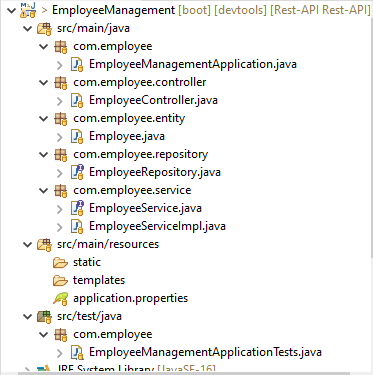 EmployeeManagement [boot] [devtools] [Rest-API Rest-API]
src/main/java
com.employee
EmployeeManagementApplication.java
com.employee.controller
EmployeeController.java
com.employee.entity
Employee.java
com.employee.repository
EmployeeRepository.java
com.employee.service
EmployeeService.java
EmployeeServiceImpl.java
src/main/resources
static
templates
application.properties
src/test/java
com.employee
EmployeeManagementApplicationTests.java
JRE System Library [JavaSE-16]